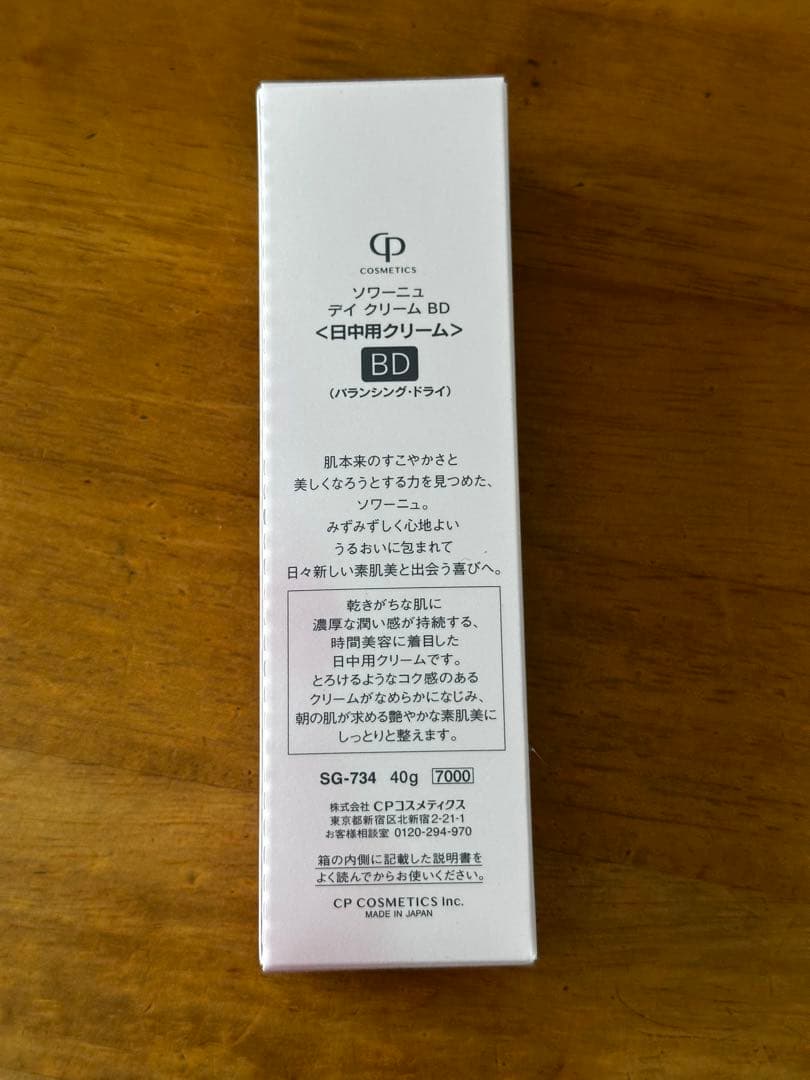 CP
COSMETICS
ソワーニュ
デイ クリーム BD
<日中用クリーム>
BD
(バランシング・ドライ)
肌本来のすこやかさと
美しくなろうとする力を見つめた、
ソワーニュ。
みずみずしく心地よい
うるおいに包まれて
日々新しい素肌美と出会う喜びへ。
乾きがちな肌に
濃厚な潤い感が持続する、
時間美容に着目した
日中用クリームです。
とろけるようなコク感のある
クリームがなめらかになじみ、
朝の肌が求める艶やかな素肌美に
しっとりと整えます。
SG-734 40g 7000
株式会社 CPコスメティクス
東京都新宿区北新宿2-21-1
お客様相談室 0120-294-970
箱の内側に記載した説明書を
よく読んでからお使いください。
CP COSMETICS Inc.
MADE IN JAPAN